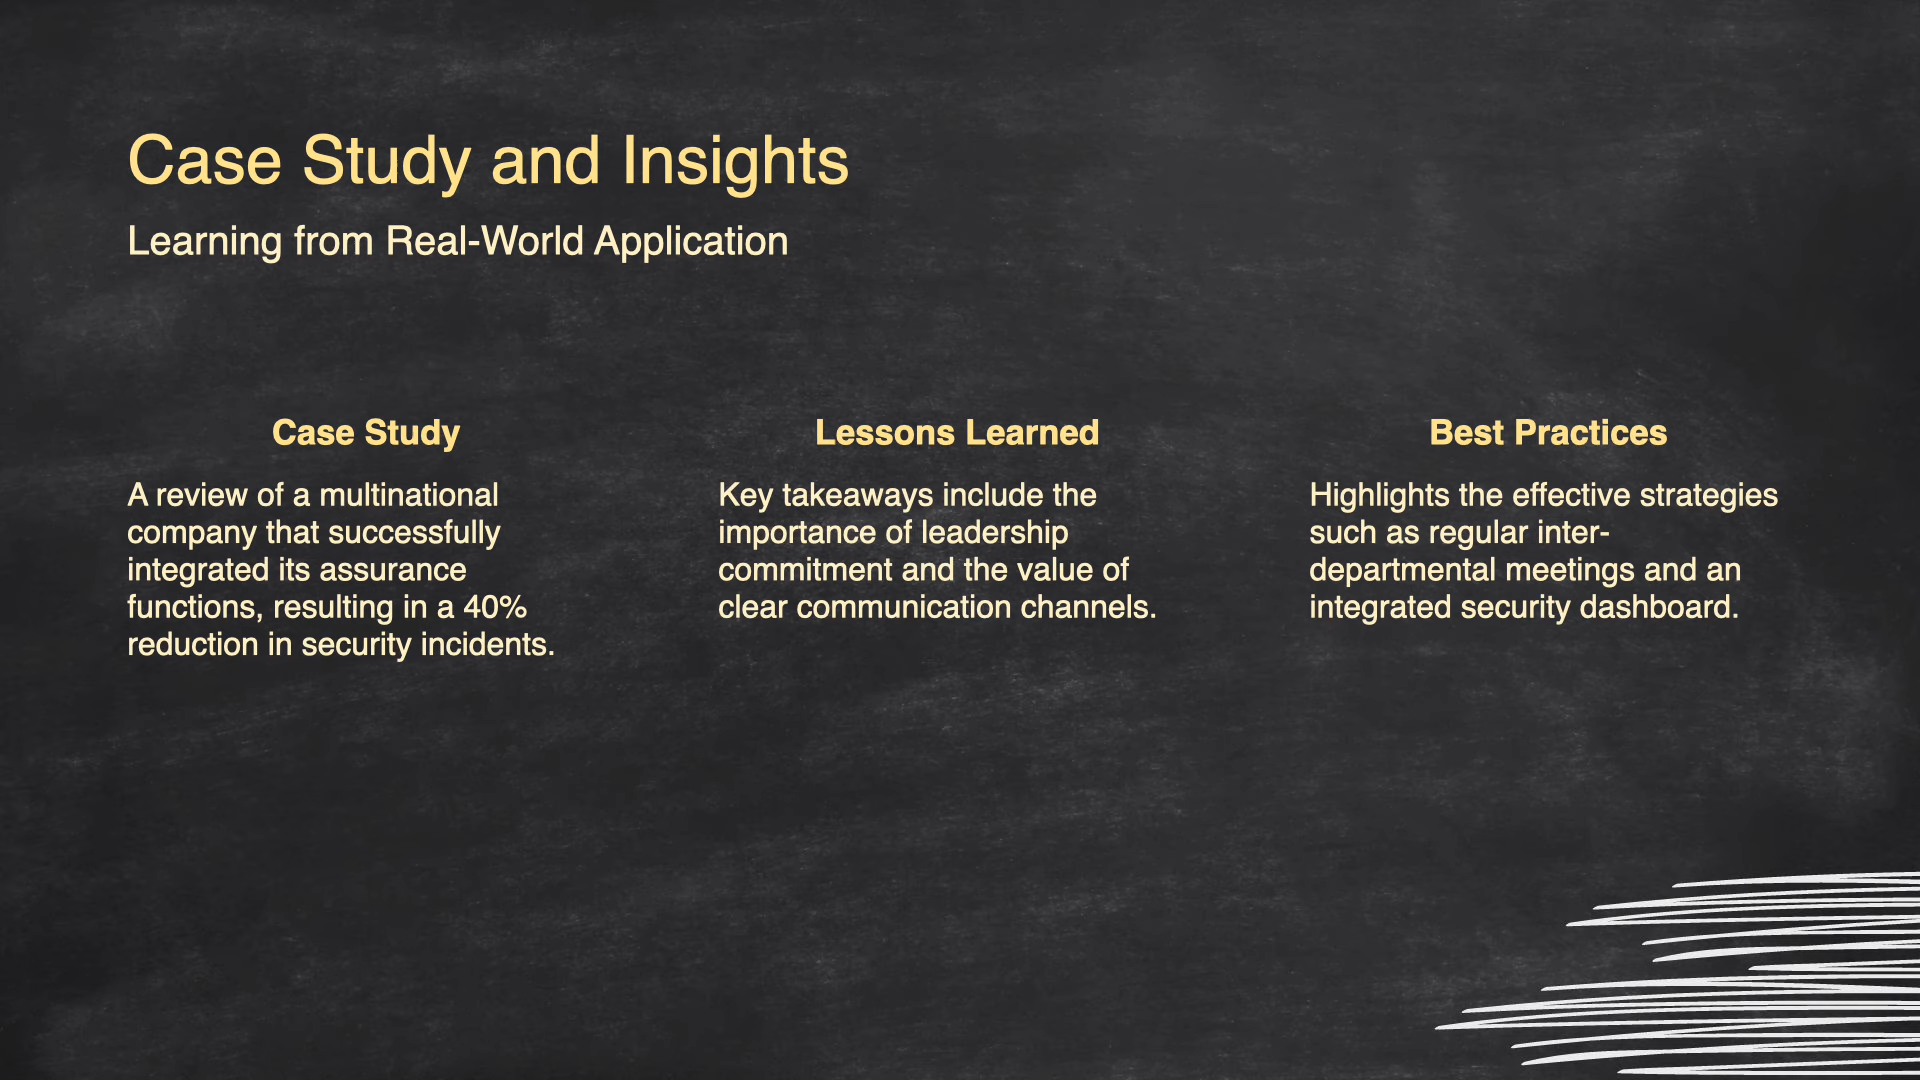 Case Study and Insights
Learning from Real-World Application
Case Study
A review of a multinational
company that successfully
integrated its assurance
functions, resulting in a 40%
reduction in security incidents.
Lessons Learned
Key takeaways include the
importance of leadership
commitment and the value of
clear communication channels.
Best Practices
Highlights the effective strategies
such as regular inter-
departmental meetings and an
integrated security dashboard.